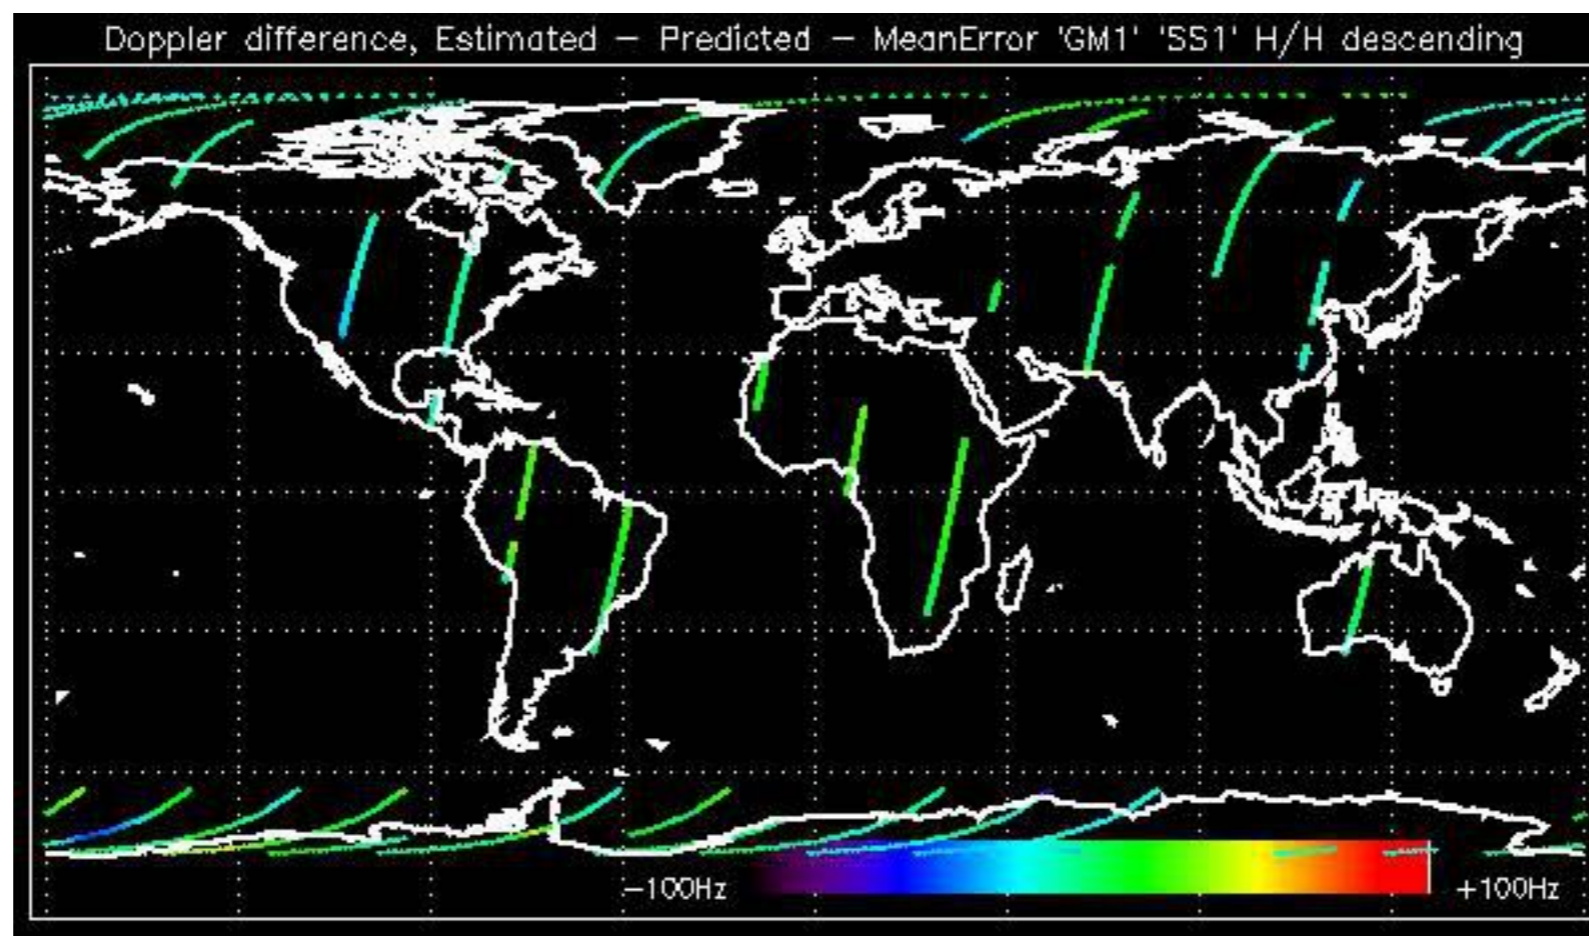 Doppler difference, Estimated – Predicted – MeanError 'GM1' 'SS1' H/H descending
-100Hz
+100Hz